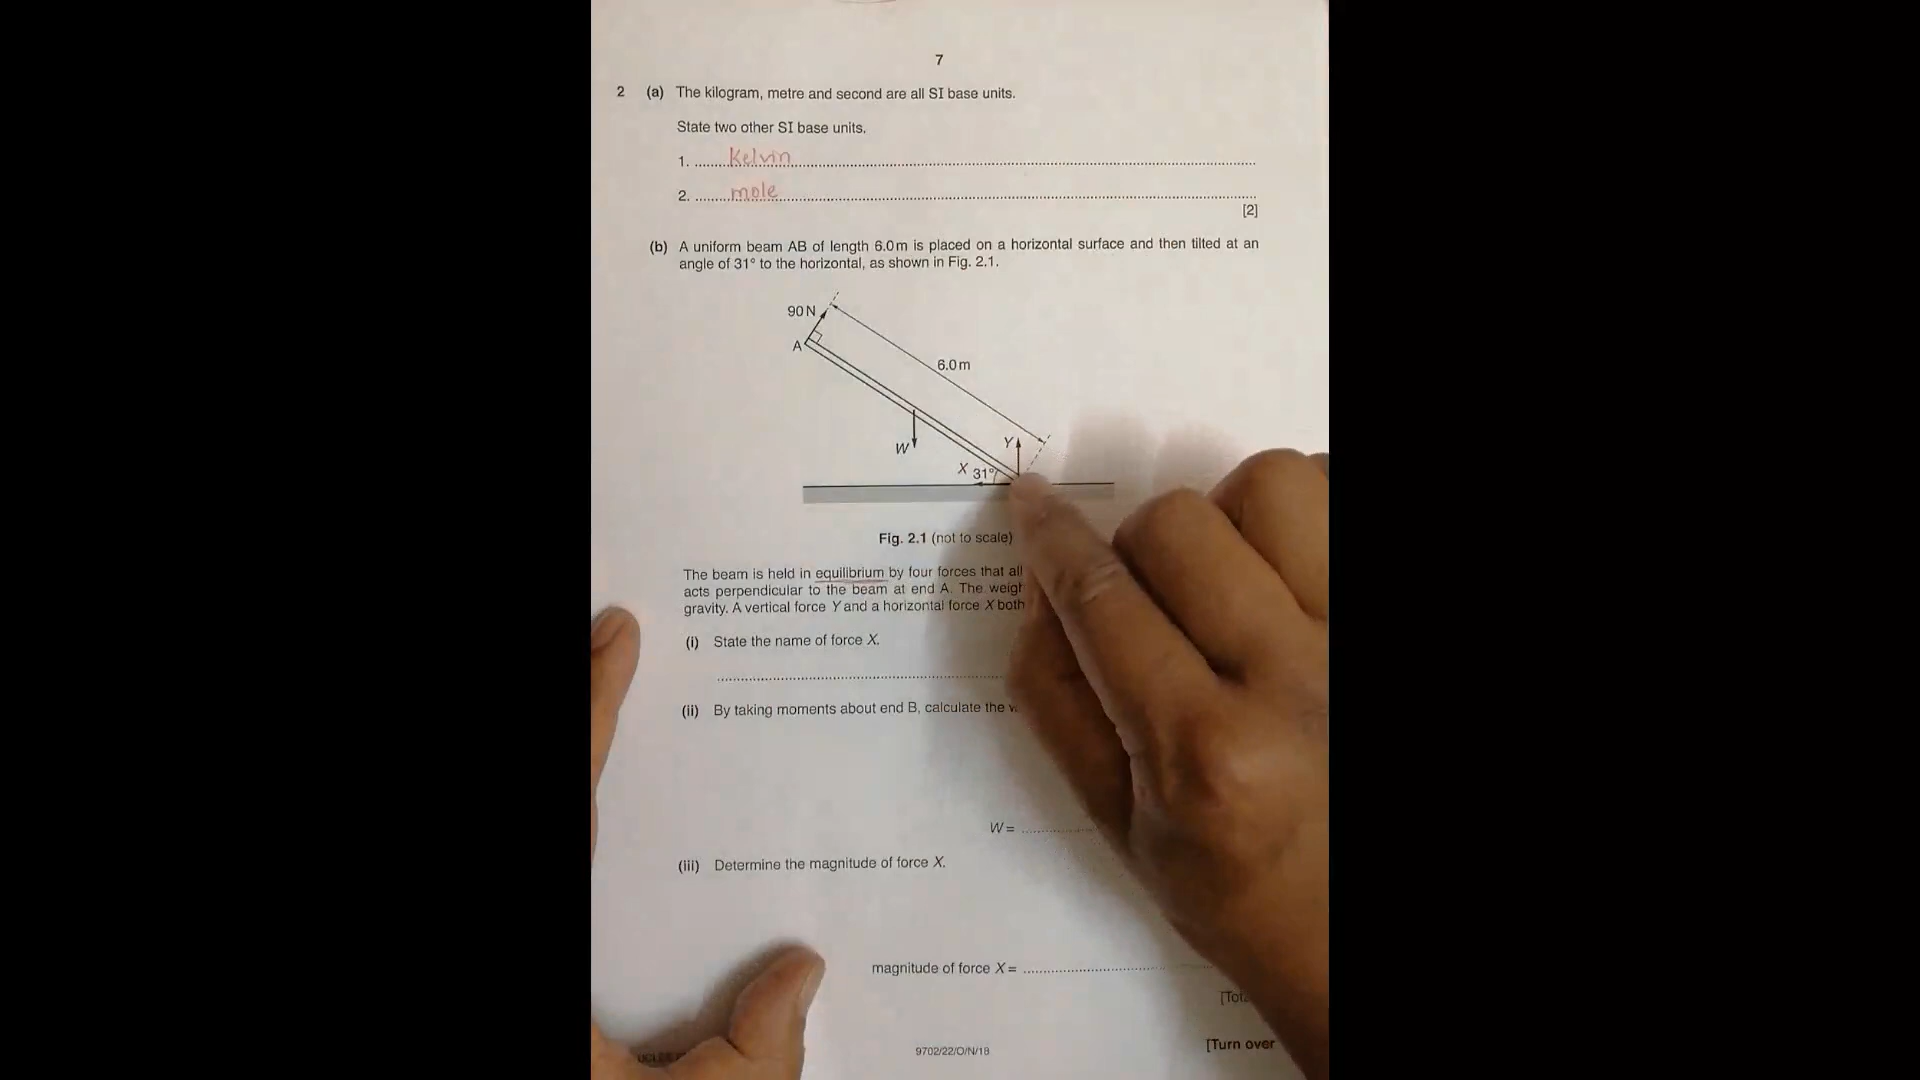 7
2 (a) The kilogram, metre and second are all SI base units.
State two other SI base units.
1. Kelvin
2. mole
[2]
(b) A uniform beam AB of length 6.0m is placed on a horizontal surface and then tilted at an
angle of 31° to the horizontal, as shown in Fig. 2.1.
90N
A
6.0m
W
Y
X 31°
Fig. 2.1 (not to scale)
The beam is held in equilibrium by four forces that all
acts perpendicular to the beam at end A. The
gravity. A vertical force Y and a horizontal force X both
(i) State the name of force X.
(ii) By taking moments about end B, calculate the
W =
(iii) Determine the magnitude of force X.
magnitude of force X =
9702/22/O/N/18
[Turn over